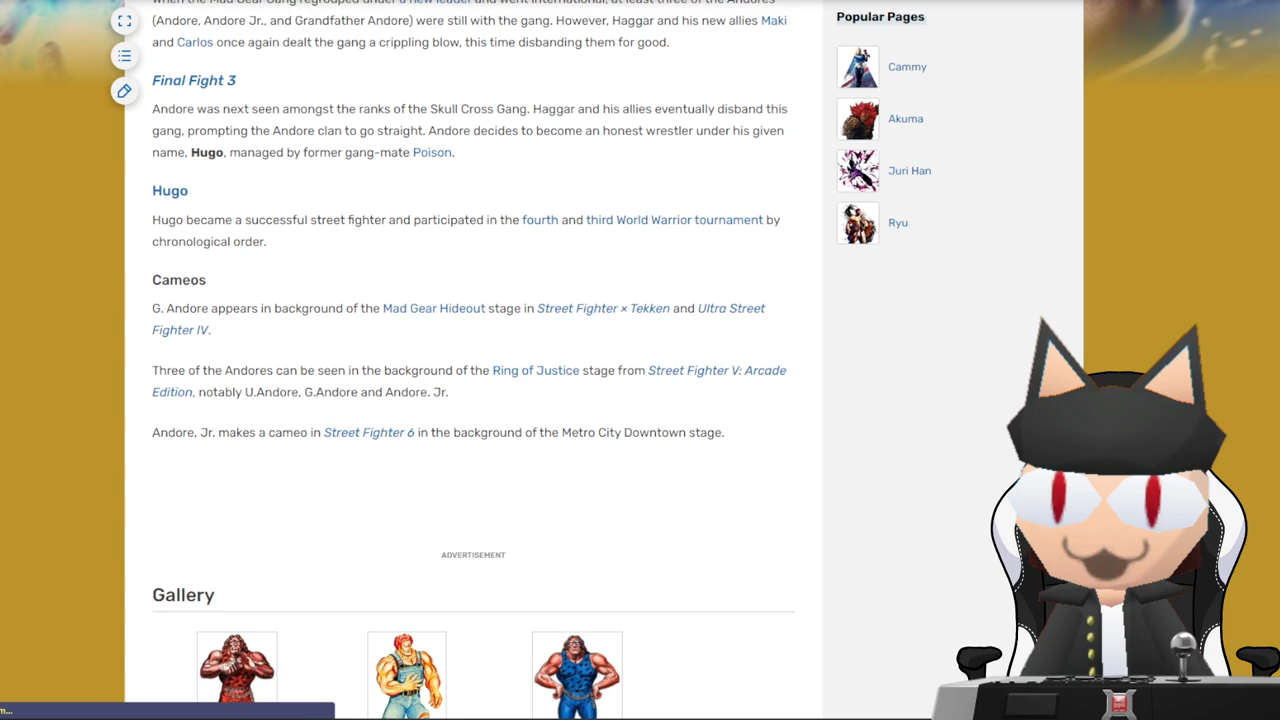 when the Mad Gear Gang regrouped under a new leader and went international, at least three of the Andores
(Andore, Andore Jr., and Grandfather Andore) were still with the gang. However, Haggar and his new allies Maki
and Carlos once again dealt the gang a crippling blow, this time disbanding them for good.
Final Fight 3
Andore was next seen amongst the ranks of the Skull Cross Gang. Haggar and his allies eventually disband this
gang, prompting the Andore clan to go straight. Andore decides to become an honest wrestler under his given
name, Hugo, managed by former gang-mate Poison.
Hugo
Hugo became a successful street fighter and participated in the fourth and third World Warrior tournament by
chronological order.
Cameos
G. Andore appears in background of the Mad Gear Hideout stage in Street Fighter × Tekken and Ultra Street
Fighter IV.
Three of the Andores can be seen in the background of the Ring of Justice stage from Street Fighter V: Arcade
Edition, notably U.Andore, G.Andore and Andore. Jr.
Andore, Jr. makes a cameo in Street Fighter 6 in the background of the Metro City Downtown stage.
ADVERTISEMENT
Gallery
Popular Pages
Cammy
Akuma
Juri Han
Ryu
m...